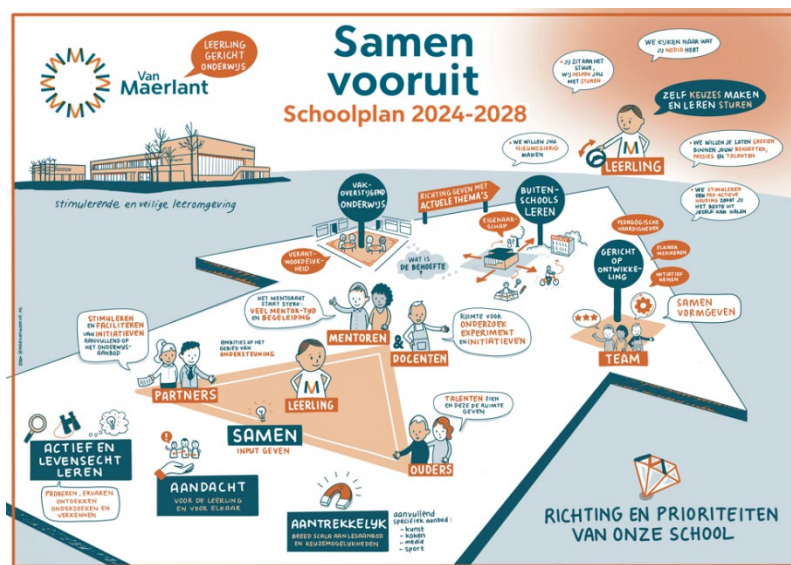 Van
Maerlant
LEERLING
GERICHT
ONDERWIJS
Samen
vooruit
Schoolplan 2024-2028
WE KIJKEN NAAR WAT
JIJ NODIG HEBT
• JIJ ZIT AAN HET
STUUR,
WIJ HELPEN JOU
MET STUREN
ZELF KEUZES MAKEN
EN LEREN STUREN
M
LEERLING
• WE WILLEN JOU
NIEUWSGIERIG
MAKEN
• WE WILLEN JE LATEN GROEIEN
BINNEN JOUW BEHOEFTEN,
PASSIES EN TALENTEN
• WE STIMULEREN
EEN PRO-ACTIEVE
HOUDING ZODAT JIJ
HET BESTE UIT
JEZELF KAN HALEN
stimulerende en veilige leeromgeving
VAK-
OVERSTIJGEND
ONDERWIJS
RICHTING GEVEN MET
ACTUELE THEMA'S
BUITEN-
SCHOOLS
LEREN
EIGENAAR-
SCHAP
VERANT-
WOORDELIJK-
HEID
WAT IS
DE BEHOEFTE
?
PEDAGOGISCHE
VAARDIGHEDEN
GERICHT
OP
ONTWIKKE-
LING
ELKAAR
INSPIREREN
INITIATIEF
NEMEN
SAMEN
VORMGEVEN
TEAM
HET MENTORAAT
STAAT STERK:
VEEL MENTOR-TIJD
EN BEGELEIDING
MENTOREN
&
DOCENTEN
RUIMTE VOOR
ONDERZOEK
EXPERIMENT
EN INITIATIEVEN
STIMULEREN
EN FACILITEREN
VAN INITIATIEVEN
AANVULLEND OP
HET ONDERWIJS-
AANBOD
AMBITIES OP HET
GEBIED VAN
ONDERSTEUNING
PARTNERS
M
LEERLING
TALENTEN ZIEN
EN DEZE DE RUIMTE
GEVEN
OUDERS
SAMEN
INPUT GEVEN
ACTIEF EN
LEVENSECHT
LEREN
PROBEREN, ERVAREN
ONTDEKKEN
ONDERZOEKEN EN
VERKENNEN
AANDACHT
VOOR DE LEERLING
EN VOOR ELKAAR
AANTREKKELIJK
BREED SCALA AAN LESAANBOD
EN KEUZEMOGELIJKHEDEN
aanvullend
specifiek aanbod:
- kunst
- koken
- media
- sport
RICHTING EN PRIORITEITEN
VAN ONZE SCHOOL